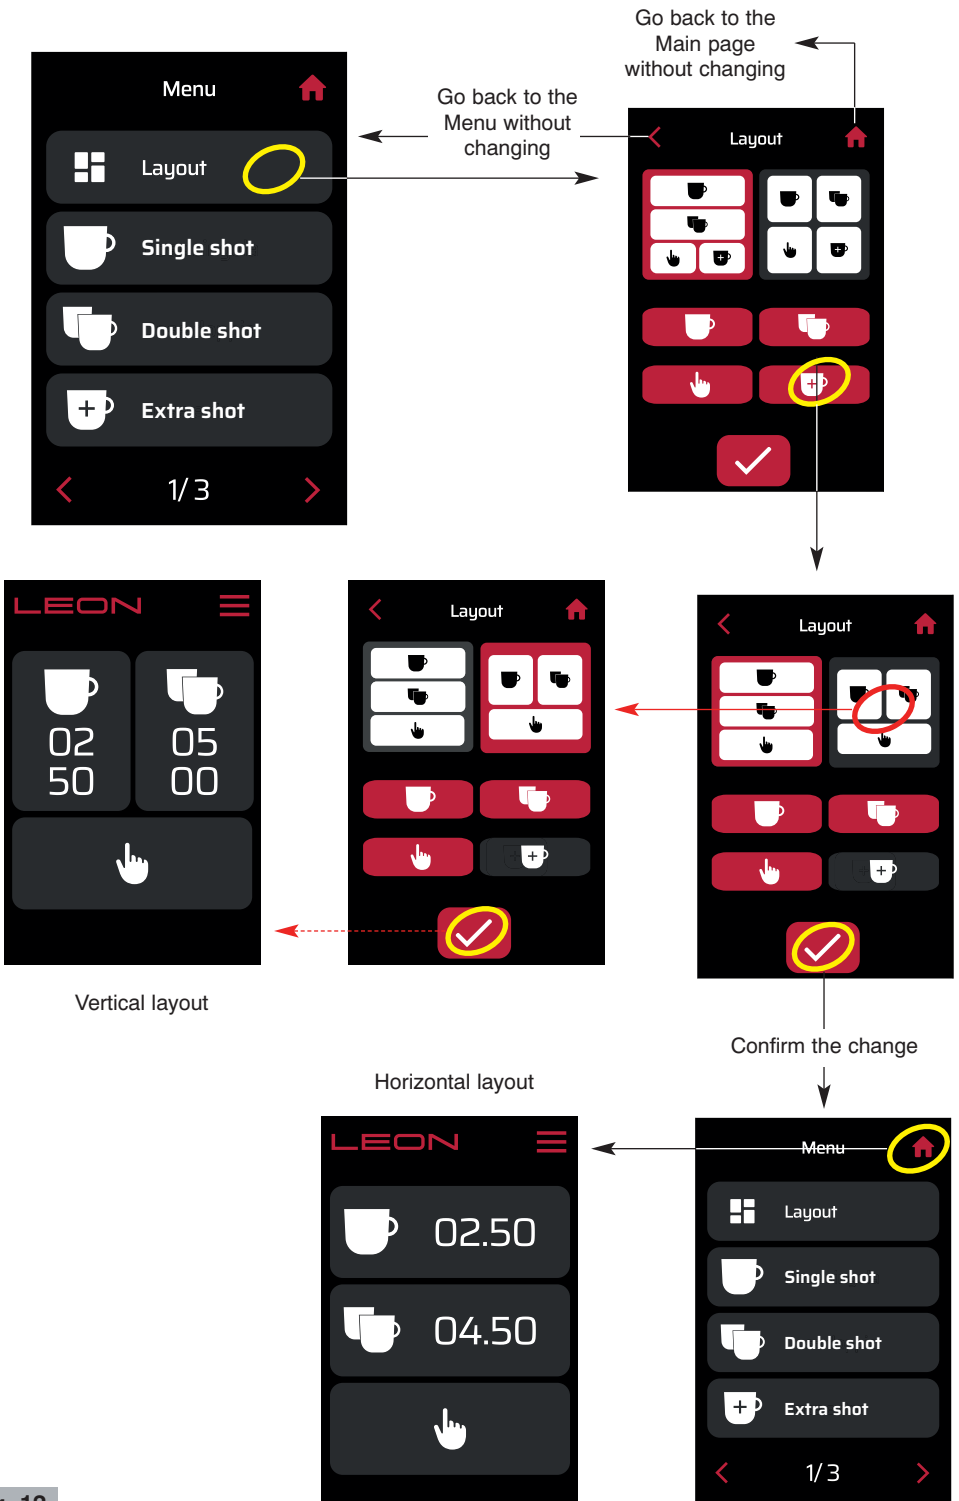 Go back to the
Main page
without changing
Menu
Go back to the
Menu without
changing
Layout
Layout
Single shot
Double shot
Extra shot
1/3
LEON
Layout
Layout
02
50
05
00
Vertical layout
Confirm the change
Horizontal layout
LEON
Menu
02.50
Layout
Single shot
04.50
Double shot
Extra shot
1/3